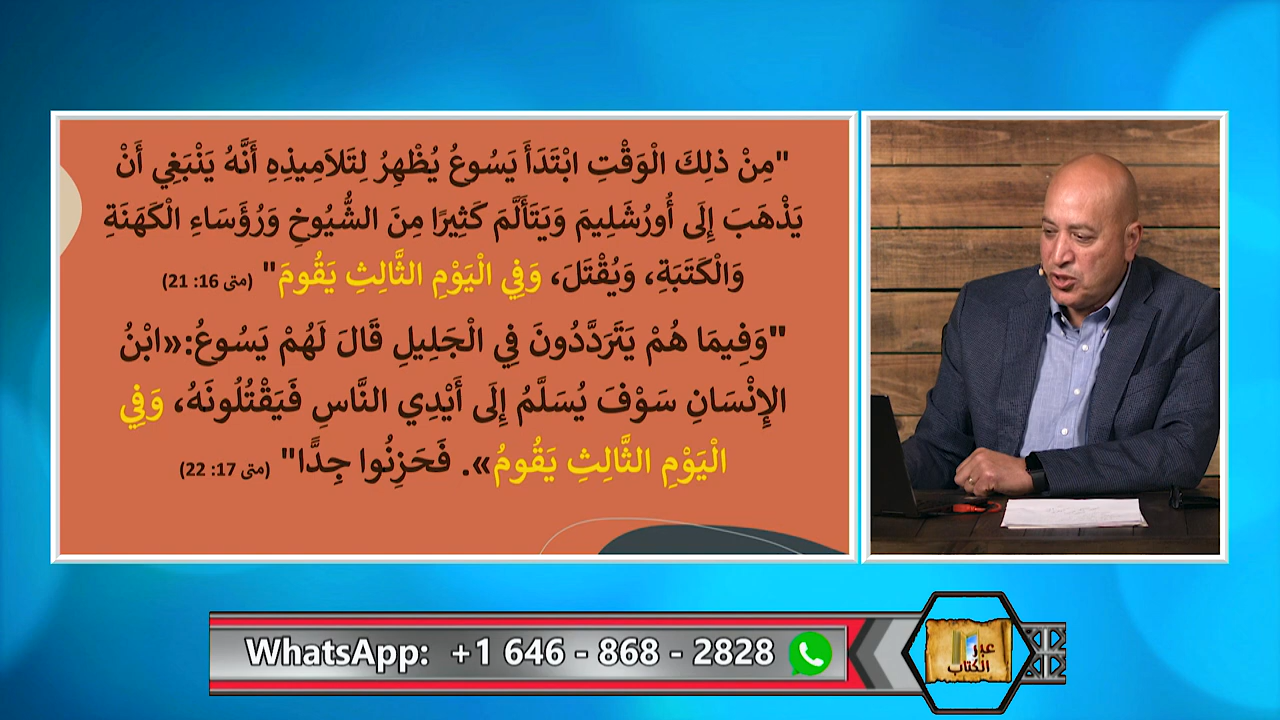 "مِنْ ذلِكَ الْوَقْتِ ابْتَدَأَ يَسُوعُ يُظْهِرُ لِتَلاَمِيذِهِ أَنَّهُ يَنْبَغِي أَنْ
يَذْهَبَ إِلَى أُورُشَلِيمَ وَيَتَأَلَّمَ كَثِيرًا مِنَ الشُّيُوخِ وَرُؤَسَاءِ الْكَهَنَةِ
وَالْكَتَبَةِ، وَيُقْتَلَ، وَفِي الْيَوْمِ الثَّالِثِ يَقُومَ" (متى 16: 21)
"وَفِيمَا هُمْ يَتَرَدَّدُونَ فِي الْجَلِيلِ قَالَ لَهُمْ يَسُوعُ:«ابْنُ
الإِنْسَانِ سَوْفَ يُسَلَّمُ إِلَى أَيْدِي النَّاسِ فَيَقْتُلُونَهُ، وَفِي
الْيَوْمِ الثَّالِثِ يَقُومُ». فَحَزِنُوا جِدًّا" (متى 17: 22)
WhatsApp: +1 646 - 868 - 2828
عبر
الكتاب